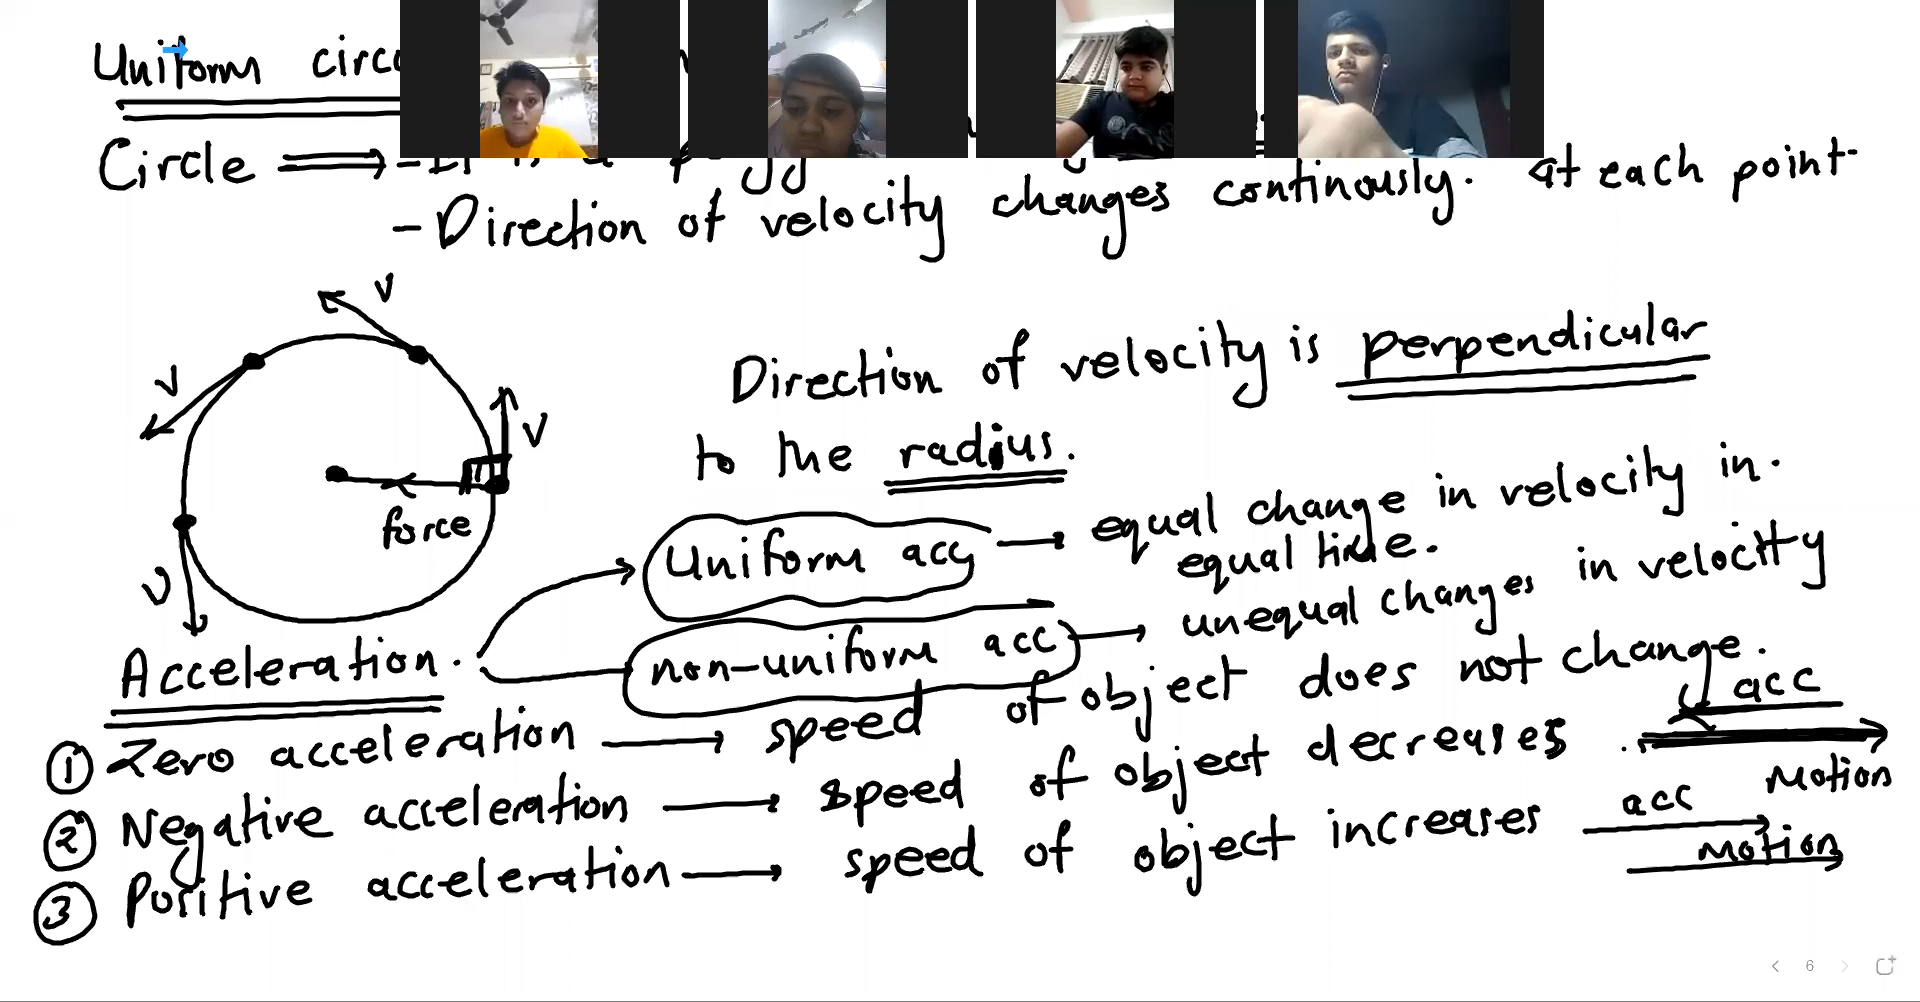 Uniform circ
Circle ⟹ - It is a
- Direction of velocity changes continously. at each point
V
V
V
V
force
Direction of velocity is perpendicular
to the radius.
Uniform acc → equal change in velocity in.
equal time.
Acceleration.
non-uniform acc → unequal changes in velocity
① Zero acceleration → speed of object does not change.
② Negative acceleration → speed of object decreases
acc
Motion
③ Positive acceleration → speed of object increases
acc
Motion
6